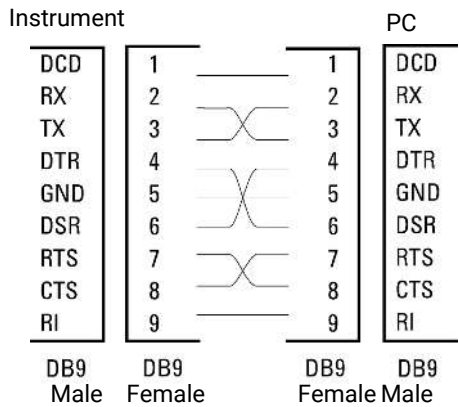 Instrument PC
DCD 1 1 DCD
RX 2 2 RX
TX 3 3 TX
DTR 4 4 DTR
GND 5 5 GND
DSR 6 6 DSR
RTS 7 7 RTS
CTS 8 8 CTS
RI 9 9 RI
DB9 DB9 DB9 DB9
Male Female Female Male